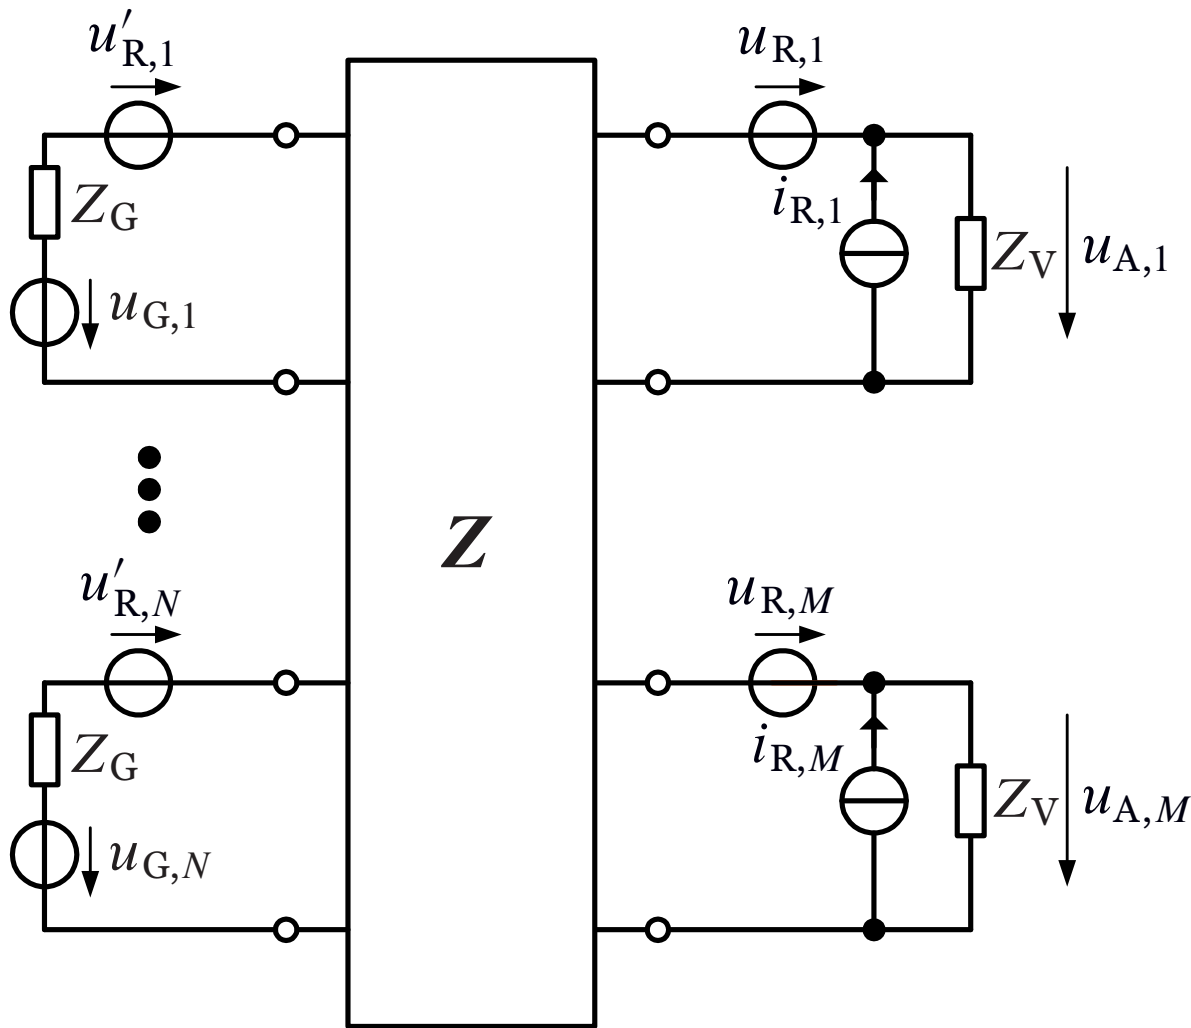 u′R,1
uR,1
ZG
iR,1
ZV
uA,1
uG,1
Z
u′R,N
uR,M
ZG
iR,M
ZV
uA,M
uG,N